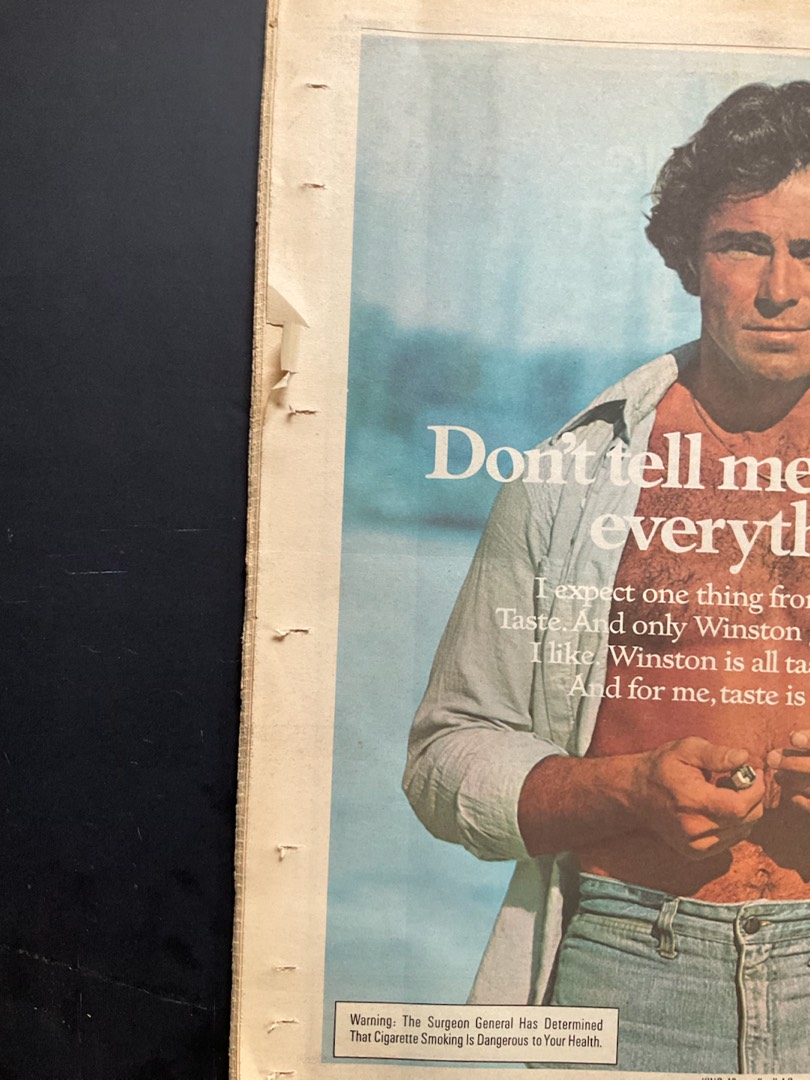 Don't tell me
everyth
I expect one thing from
Taste. And only Winston
I like. Winston is all ta
And for me, taste is
Warning: The Surgeon General Has Determined
That Cigarette Smoking Is Dangerous to Your Health.